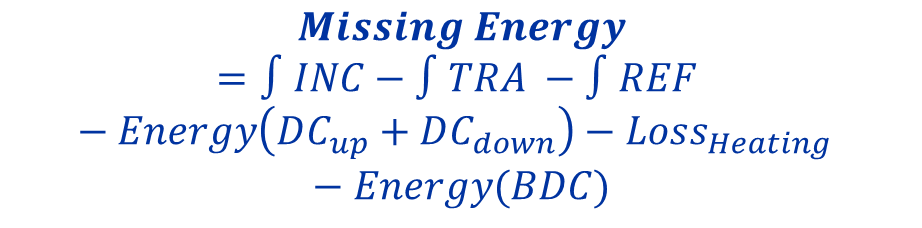 Missing Energy
= ∫ INC − ∫ TRA − ∫ REF
− Energy(DC_up + DC_down) − Loss_Heating
− Energy(BDC)